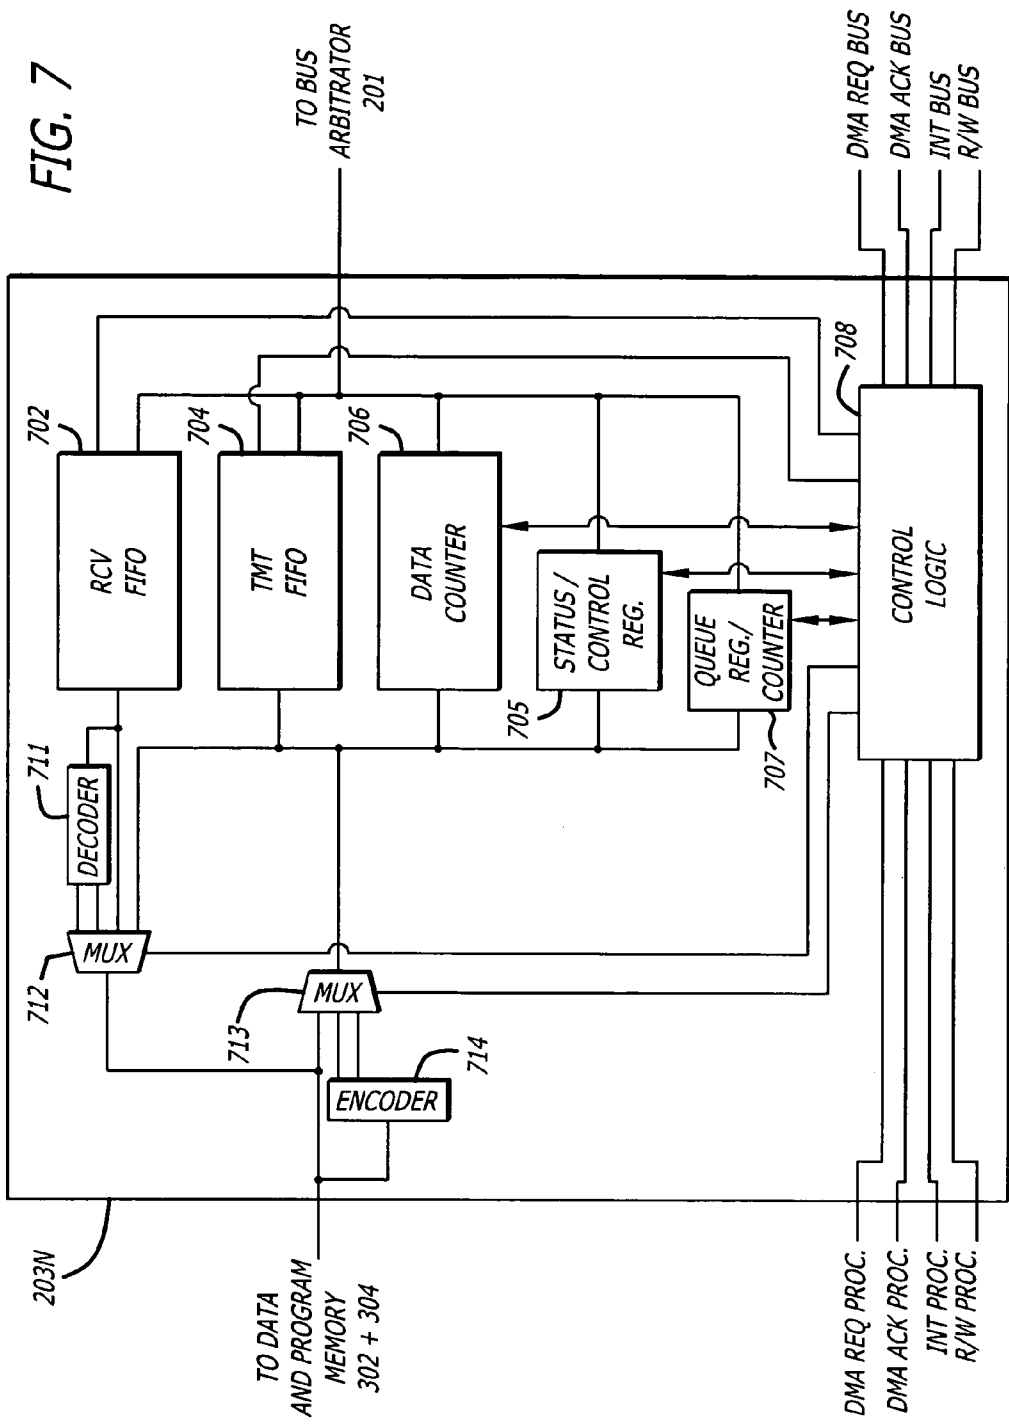 FIG. 7
TO BUS
ARBITRATOR
201
DMA REQ BUS
DMA ACK BUS
INT BUS
R/W BUS
702
RCV
FIFO
704
TMT
FIFO
706
DATA
COUNTER
705
STATUS /
CONTROL
REG.
707
QUEUE
REG./
COUNTER
708
CONTROL
LOGIC
711
DECODER
712
MUX
713
MUX
714
ENCODER
203N
TO DATA
AND PROGRAM
MEMORY
302 + 304
DMA REQ PROC.
DMA ACK PROC.
INT PROC.
R/W PROC.